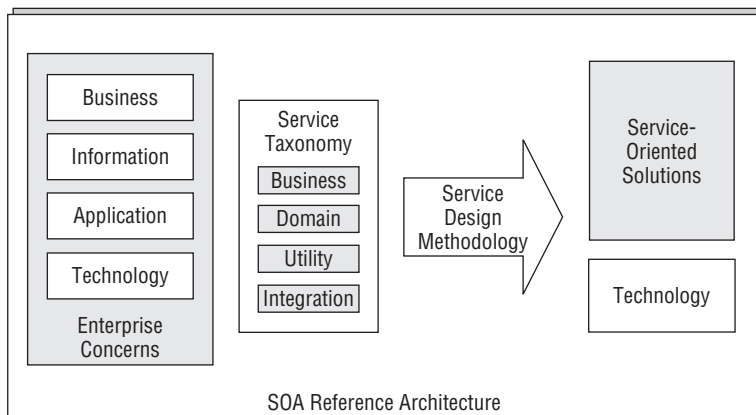 Business
Information
Application
Technology
Enterprise
Concerns
Service
Taxonomy
Business
Domain
Utility
Integration
Service
Design
Methodology
Service-
Oriented
Solutions
Technology
SOA Reference Architecture